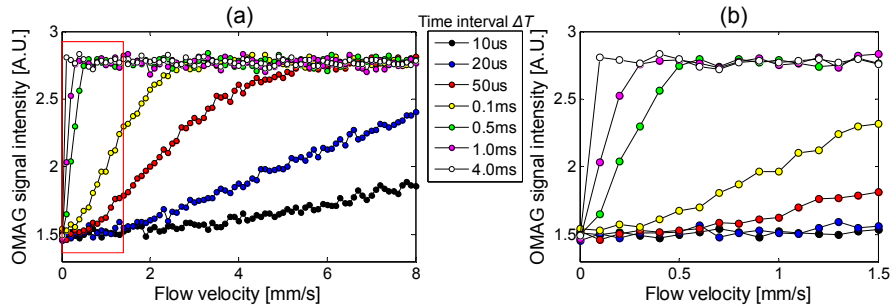 (a)
Time interval ΔT
(b)
OMAG signal intensity [A.U.]
3
2.5
2
1.5
0
2
4
6
8
Flow velocity [mm/s]
10us
20us
50us
0.1ms
0.5ms
1.0ms
4.0ms
OMAG signal intensity [A.U.]
3
2.5
2
1.5
0
0.5
1
1.5
Flow velocity [mm/s]